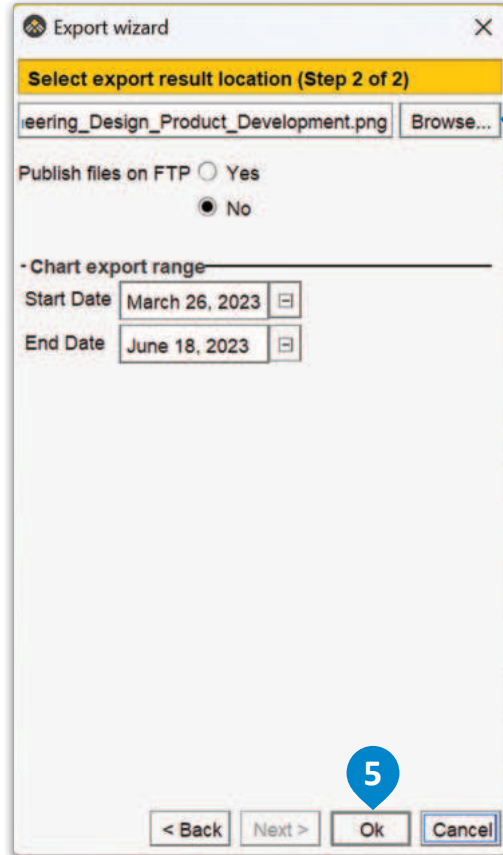 Export wizard
Select export result location (Step 2 of 2)
eering_Design_Product_Development.png Browse...
Publish files on FTP Yes
No
Chart export range
Start Date March 26, 2023
End Date June 18, 2023
5
< Back Next > Ok Cancel